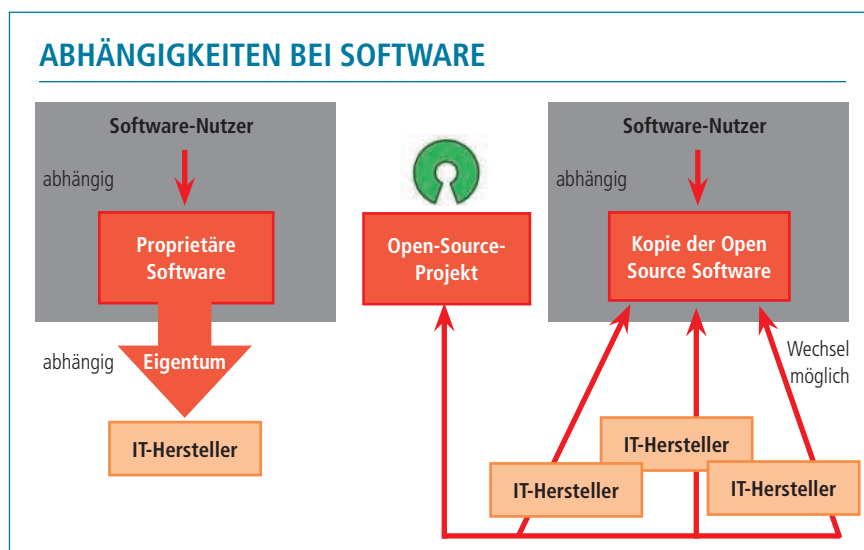 ABHÄNGIGKEITEN BEI SOFTWARE
Software-Nutzer
abhängig
Proprietäre
Software
abhängig
Eigentum
IT-Hersteller
Open-Source-
Projekt
Software-Nutzer
abhängig
Kopie der Open
Source Software
Wechsel
möglich
IT-Hersteller
IT-Hersteller
IT-Hersteller